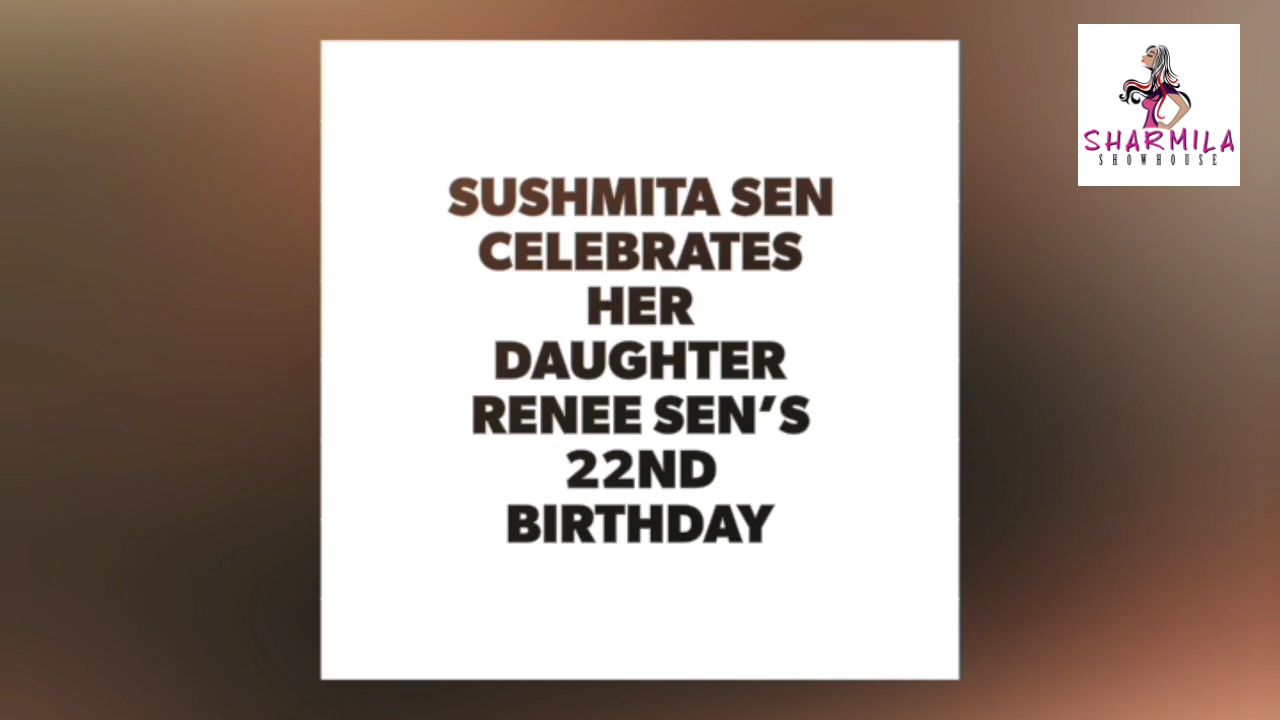 SUSHMITA SEN
CELEBRATES
HER
DAUGHTER
RENEE SEN’S
22ND
BIRTHDAY
SHARMILA
SHOWHOUSE